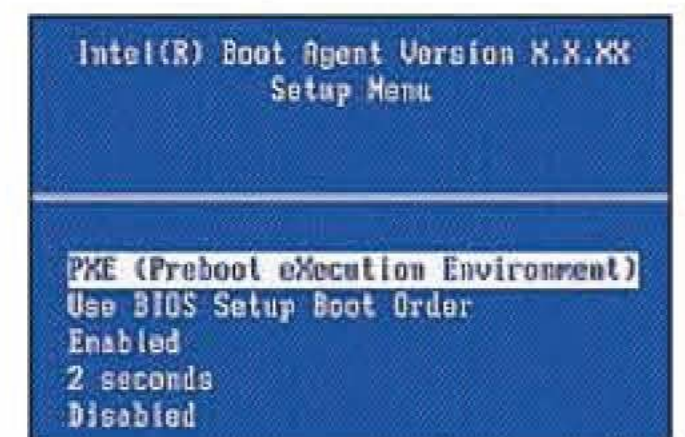 Intel(R) Boot Agent Version X.X.XX
Setup Menu
PXE (Preboot eXecution Environment)
Use BIOS Setup Boot Order
Enabled
2 seconds
Disabled